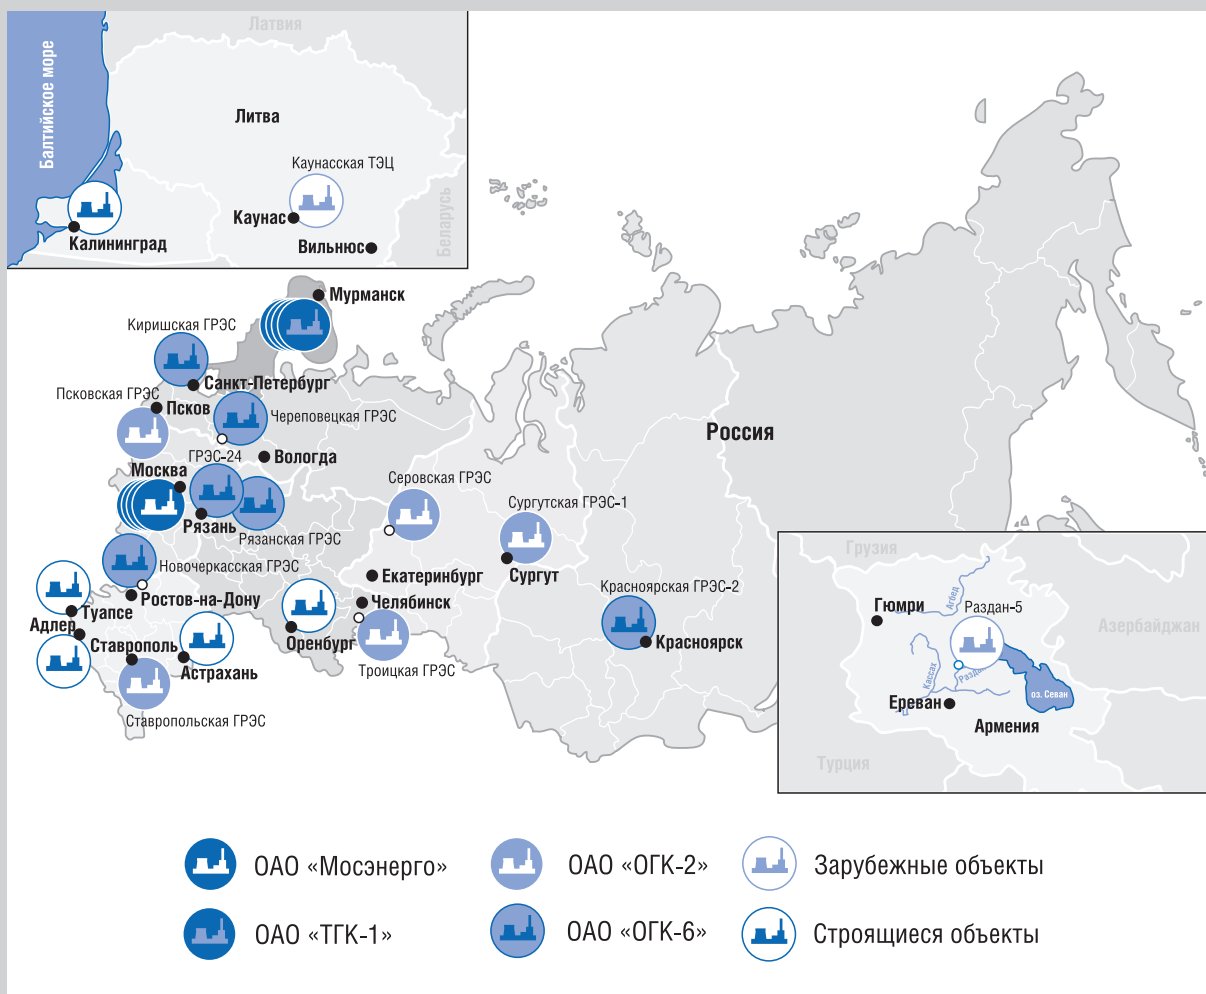 Латвия
Балтийское море
Литва
Каунасская ТЭЦ
Каунас
Вильнюс
Беларусь
Калининград
Мурманск
Киришская ГРЭС
Санкт-Петербург
Псковская ГРЭС
Псков
Череповецкая ГРЭС
Россия
ГРЭС-24
Вологда
Москва
Серовская ГРЭС
Сургутская ГРЭС-1
Рязань
Рязанская ГРЭС
Новочеркасская ГРЭС
Екатеринбург
Сургут
Красноярская ГРЭС-2
Ростов-на-Дону
Челябинск
Туапсе
Адлер
Ставрополь
Оренбург
Красноярск
Астрахань
Троицкая ГРЭС
Ставропольская ГРЭС
Грузия
Гюмри
Агбед
Раздан-5
Азербайджан
Кассах
оз. Севан
Ереван
Армения
Турция
ОАО «Мосэнерго»
ОАО «ОГК-2»
Зарубежные объекты
ОАО «ТГК-1»
ОАО «ОГК-6»
Строящиеся объекты